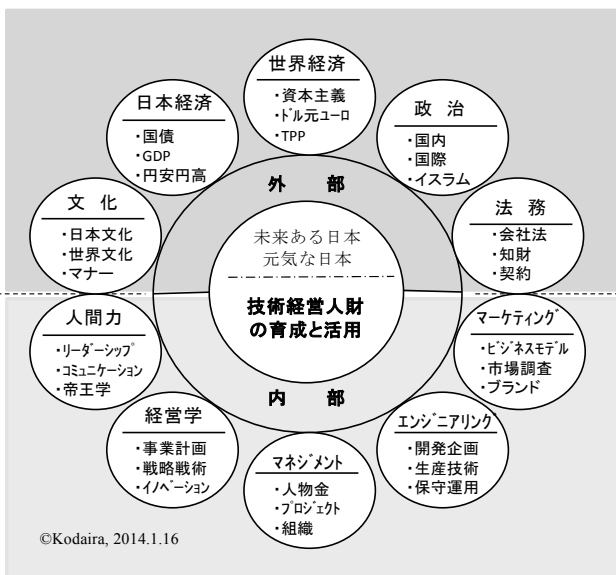 世界経済
・資本主義
・ﾄﾞﾙ元ﾕｰﾛ
・TPP
日本経済
・国債
・GDP
・円安円高
政　治
・国内
・国際
・イスラム
文　化
・日本文化
・世界文化
・マナー
法　務
・会社法
・知財
・契約
外　部
未来ある日本
元気な日本
技術経営人財
の育成と活用
内　部
人間力
・ﾘｰﾀﾞｰｼｯﾌﾟ
・ｺﾐｭﾆｹｰｼｮﾝ
・帝王学
マーケティング
・ﾋﾞｼﾞﾈｽﾓﾃﾞﾙ
・市場調査
・ブランド
経営学
・事業計画
・戦略戦術
・ｲﾉﾍﾞｰｼｮﾝ
エンジニアリング
・開発企画
・生産技術
・保守運用
マネジメント
・人物金
・ﾌﾟﾛｼﾞｪｸﾄ
・組織
©Kodaira, 2014.1.16